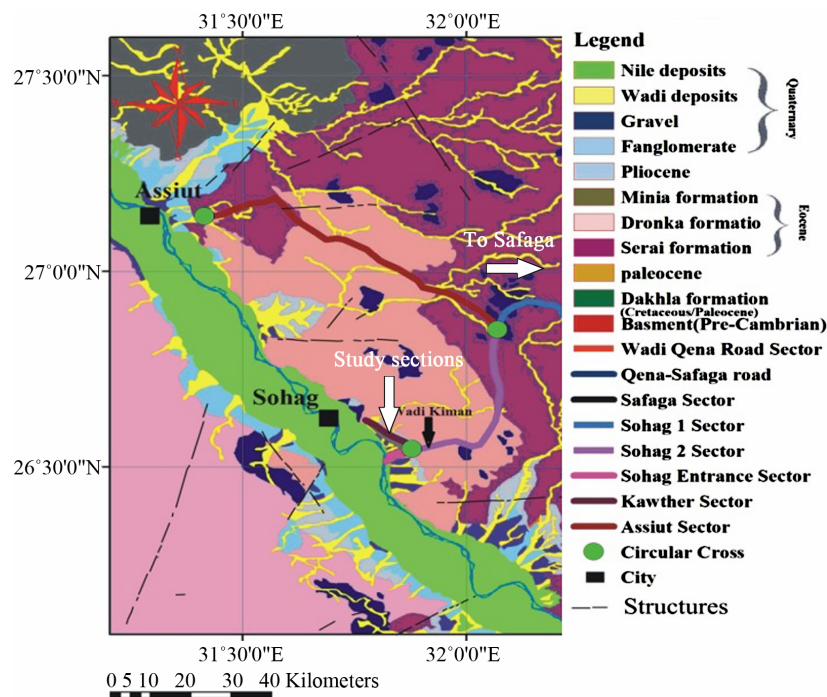 31°30'0"E 32°0'0"E
27°30'0"N
27°0'0"N
26°30'0"N
Assiut
To Safaga
Study sections
Sohag
Wadi Kiman
31°30'0"E 32°0'0"E
0 5 10 20 30 40 Kilometers
Legend
Nile deposits
Wadi deposits
Gravel
Fanglomerate
Quaternary
Pliocene
Minia formation
Dronka formatio
Serai formation
Eocene
paleocene
Dakhla formation
(Cretaceous/Paleocene)
Basment(Pre-Cambrian)
Wadi Qena Road Sector
Qena-Safaga road
Safaga Sector
Sohag 1 Sector
Sohag 2 Sector
Sohag Entrance Sector
Kawther Sector
Assiut Sector
Circular Cross
City
Structures